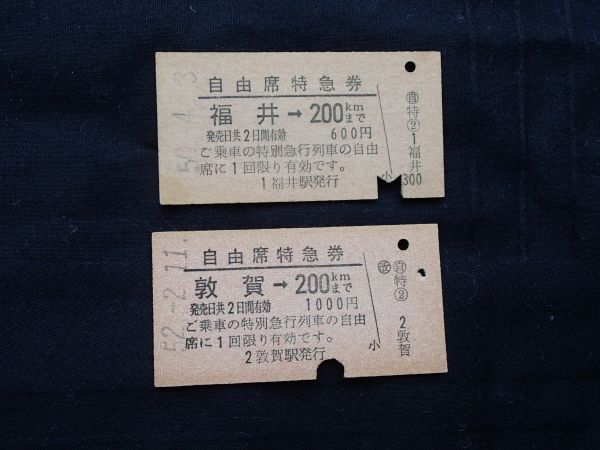 自由席特急券
福井→200kmまで
発売日共2日間有効 600円
ご乗車の特別急行列車の自由
席に1回限り有効です。
1福井駅発行
小
㊀特②1福井
300
自由席特急券
敦賀→200kmまで
発売日共2日間有効 1000円
ご乗車の特別急行列車の自由
席に1回限り有効です。
2敦賀駅発行
小
52.-2.11.
自特②
2敦賀